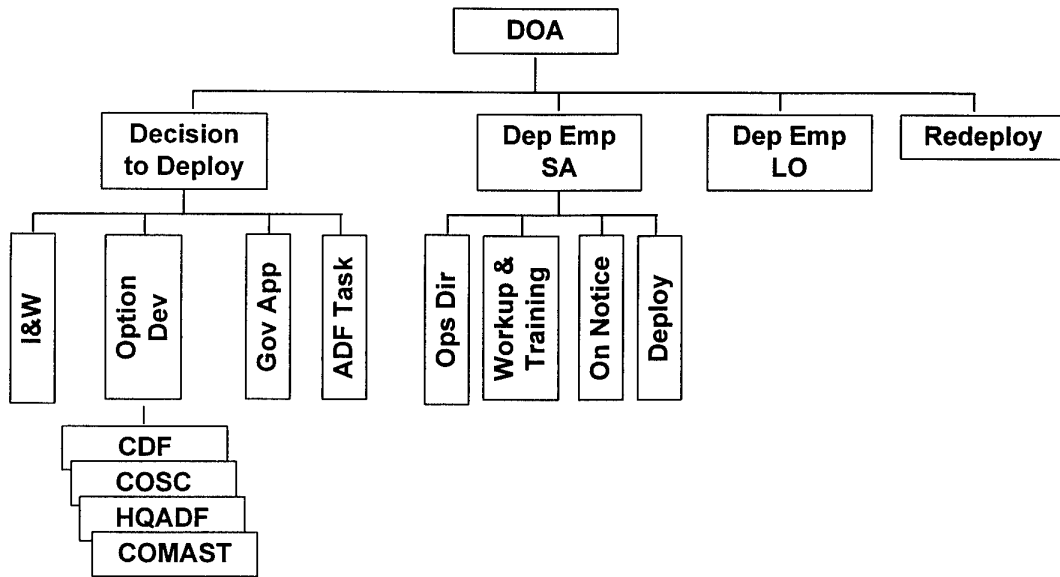 DOA
Decision
to Deploy
Dep Emp
SA
Dep Emp
LO
Redeploy
I&W
Option
Dev
Gov App
ADF Task
Ops Dir
Workup &
Training
On Notice
Deploy
CDF
COSC
HQADF
COMAST